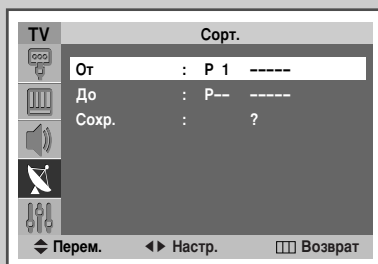 TV Сорт.
От : P 1 -----
До : P-- -----
Сохр. : ?
Перем. Настр. Возврат